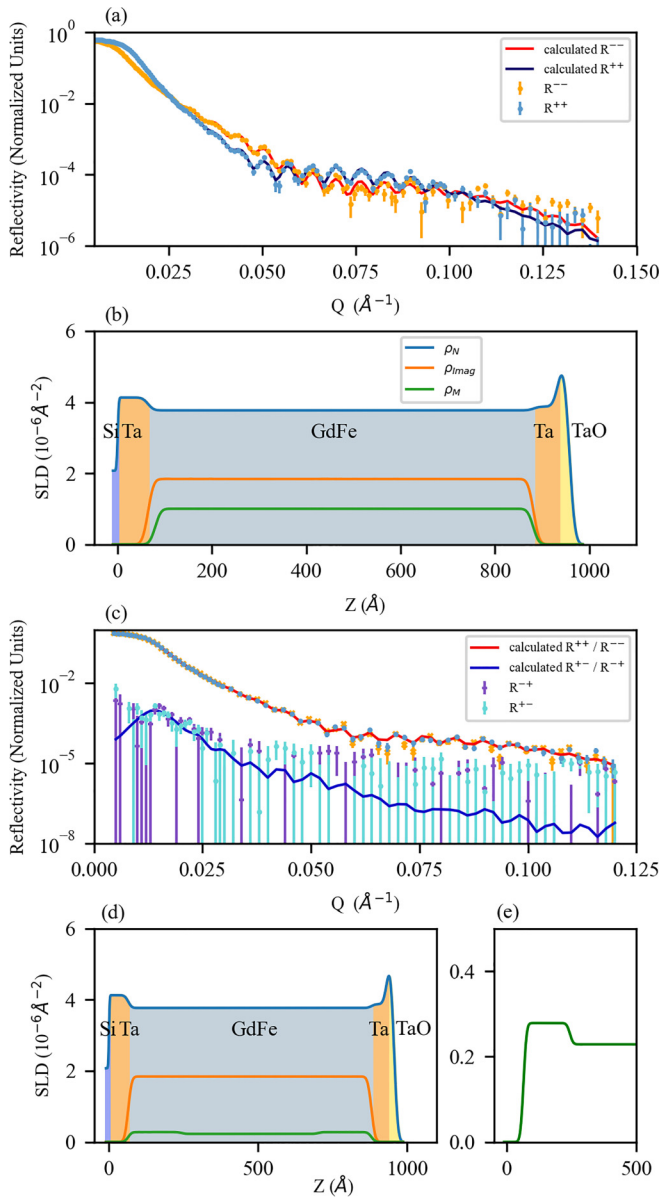 (a)
10⁰
10⁻²
10⁻⁴
10⁻⁶
Reflectivity (Normalized Units)
calculated R⁻⁻
calculated R⁺⁺
R⁻⁻
R⁺⁺
0.025 0.050 0.075 0.100 0.125 0.150
Q (Å⁻¹)
(b)
6
4
2
0
SLD (10⁻⁶Å⁻²)
ρN
ρImag
ρM
Si Ta GdFe Ta TaO
0 200 400 600 800 1000
Z (Å)
(c)
10⁻²
10⁻⁵
10⁻⁸
Reflectivity (Normalized Units)
calculated R⁺⁺ / R⁻⁻
calculated R⁺⁻ / R⁻⁺
R⁻⁺
R⁺⁻
0.000 0.025 0.050 0.075 0.100 0.125
Q (Å⁻¹)
(d)
6
4
2
0
SLD (10⁻⁶Å⁻²)
Si Ta GdFe Ta TaO
0 500 1000
Z (Å)
(e)
0.4
0.2
0.0
0 500